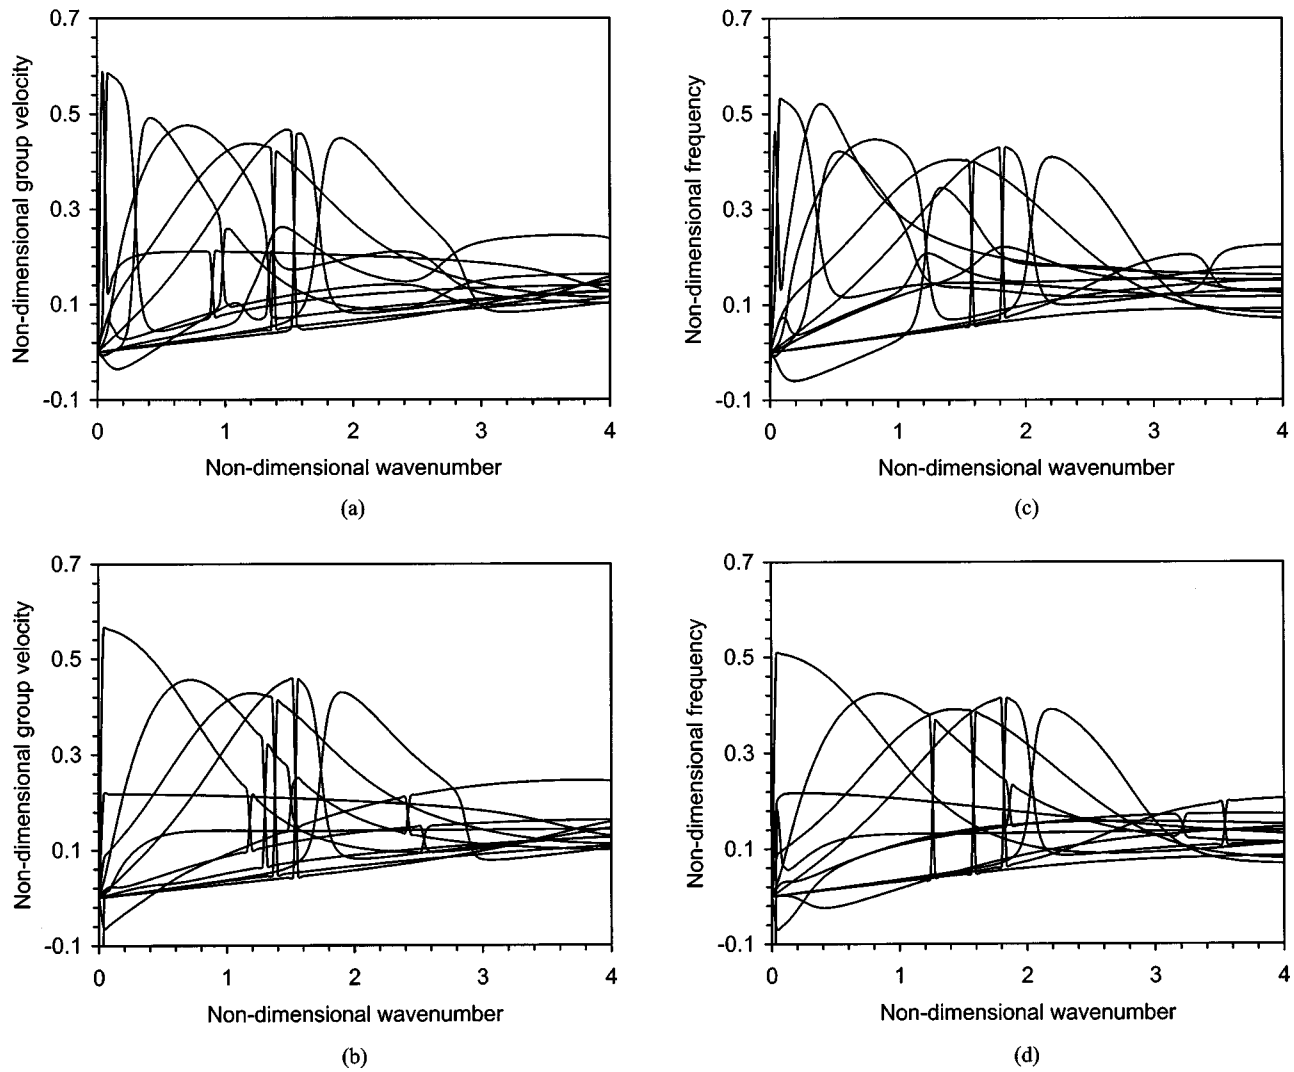 0.7
0.5
0.3
0.1
-0.1
Non-dimensional group velocity
0 1 2 3 4
Non-dimensional wavenumber
(a)
0.7
0.5
0.3
0.1
-0.1
Non-dimensional frequency
0 1 2 3 4
Non-dimensional wavenumber
(c)
0.7
0.5
0.3
0.1
-0.1
Non-dimensional group velocity
0 1 2 3 4
Non-dimensional wavenumber
(b)
0.7
0.5
0.3
0.1
-0.1
Non-dimensional frequency
0 1 2 3 4
Non-dimensional wavenumber
(d)